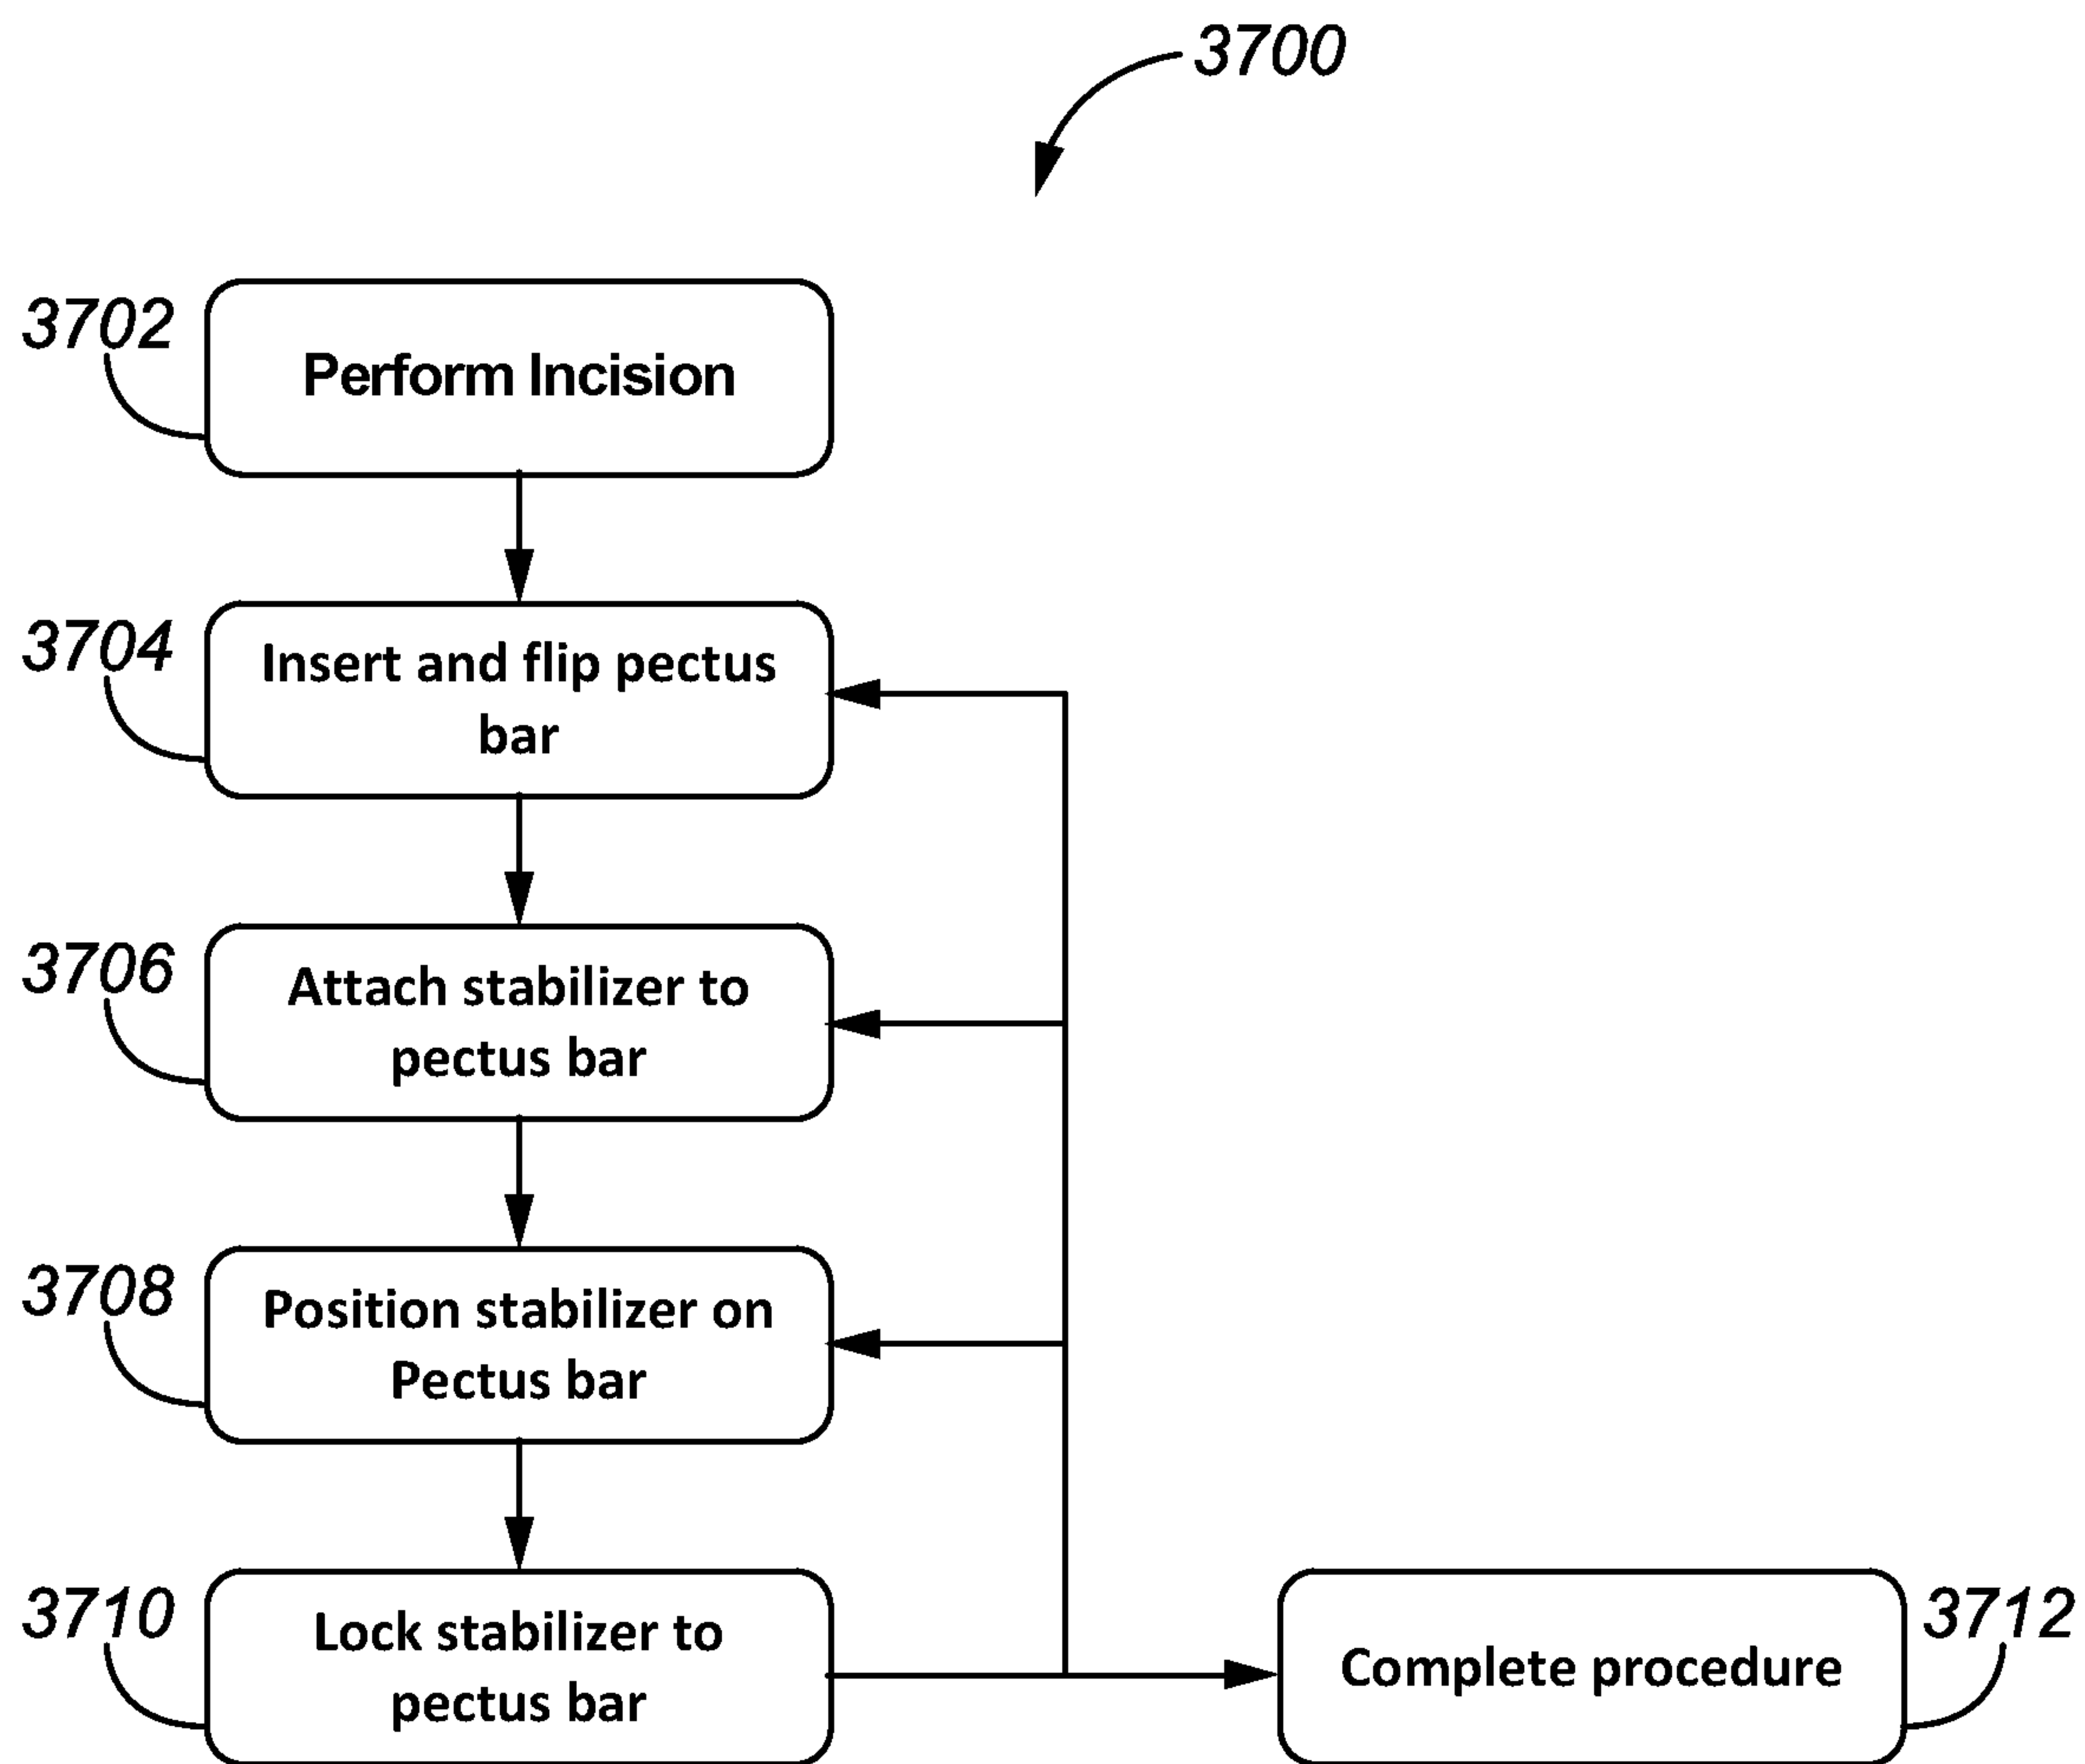 3700
3702
Perform Incision
3704
Insert and flip pectus
bar
3706
Attach stabilizer to
pectus bar
3708
Position stabilizer on
Pectus bar
3710
Lock stabilizer to
pectus bar
Complete procedure
3712